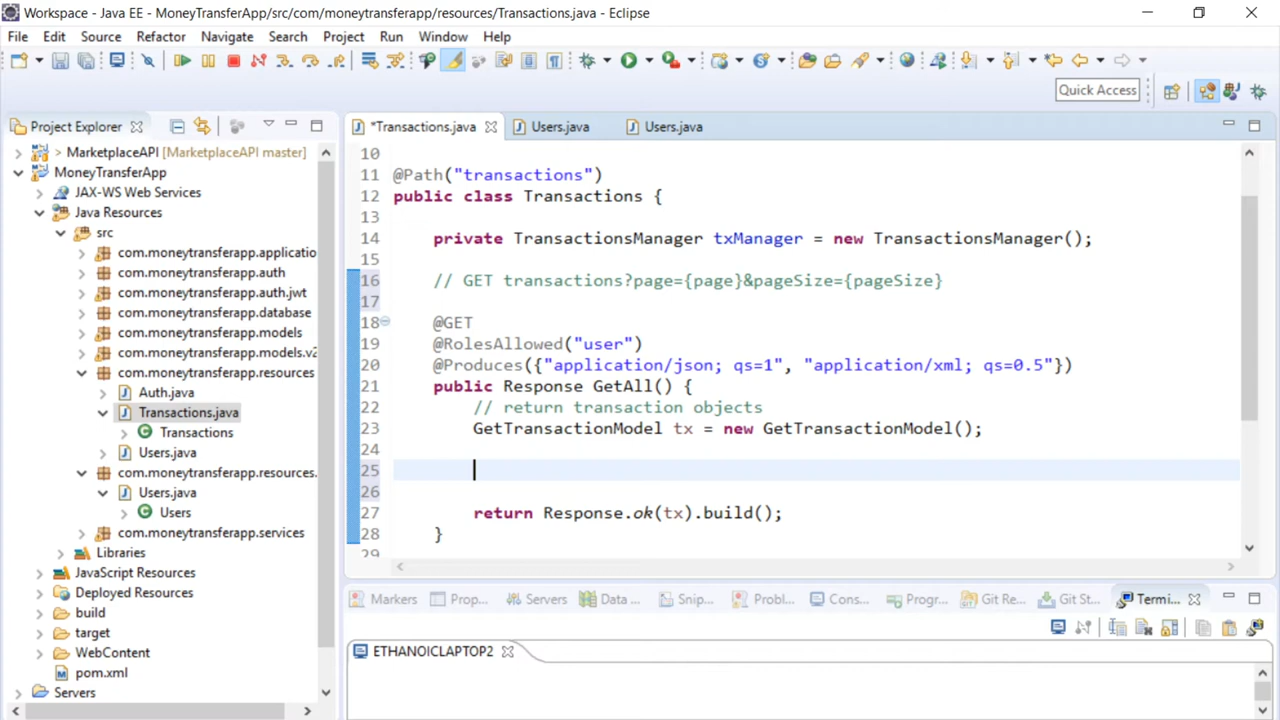 Workspace - Java EE - MoneyTransferApp/src/com/moneytransferapp/resources/Transactions.java - Eclipse
File Edit Source Refactor Navigate Search Project Run Window Help
Quick Access
Project Explorer
*Transactions.java Users.java Users.java
> MarketplaceAPI [MarketplaceAPI master]
MoneyTransferApp
JAX-WS Web Services
Java Resources
src
com.moneytransferapp.applicatio
com.moneytransferapp.auth
com.moneytransferapp.auth.jwt
com.moneytransferapp.database
com.moneytransferapp.models
com.moneytransferapp.models.v2
com.moneytransferapp.resources
Auth.java
Transactions.java
Transactions
Users.java
com.moneytransferapp.resources.
Users.java
Users
com.moneytransferapp.services
Libraries
JavaScript Resources
Deployed Resources
build
target
WebContent
pom.xml
Servers
10
11 @Path("transactions")
12 public class Transactions {
13
14 private TransactionsManager txManager = new TransactionsManager();
15
16 // GET transactions?page={page}&pageSize={pageSize}
17
18 @GET
19 @RolesAllowed("user")
20 @Produces({"application/json; qs=1", "application/xml; qs=0.5"})
21 public Response GetAll() {
22 // return transaction objects
23 GetTransactionModel tx = new GetTransactionModel();
24
25
26
27 return Response.ok(tx).build();
28 }
29
Markers Prop... Servers Data ... Snip... Probl... Cons... Progr... Git Re... Git St... Termi...
ETHANOICLAPTOP2